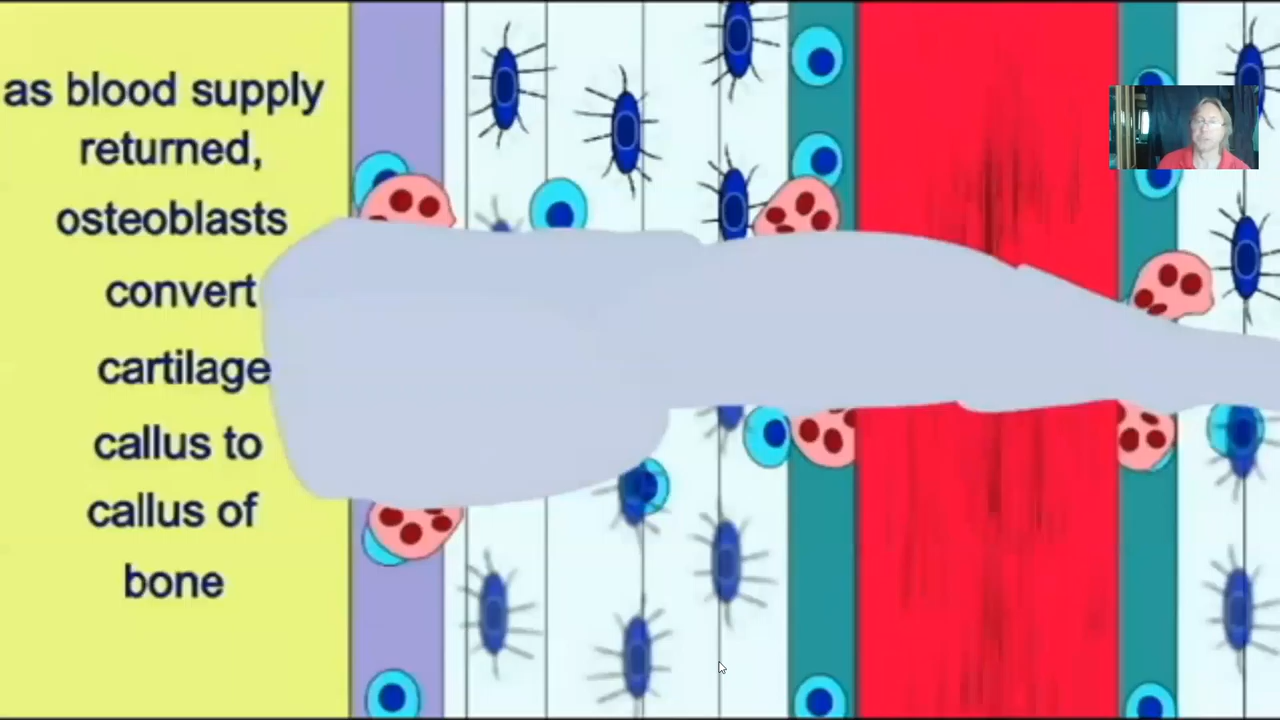 as blood supply
returned,
osteoblasts
convert
cartilage
callus to
callus of
bone